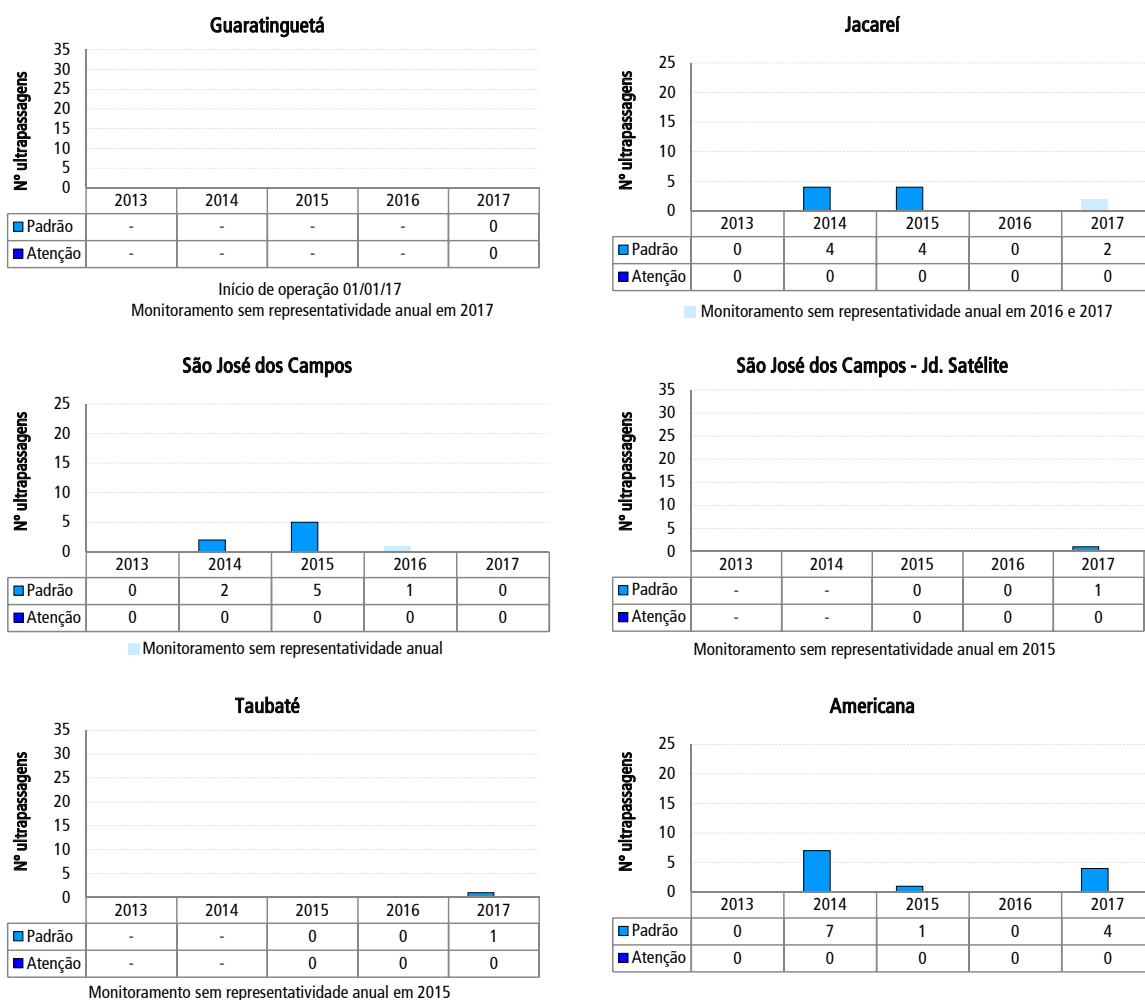 Guaratinguetá
Nº ultrapassagens
35
30
25
20
15
10
5
0
2013 2014 2015 2016 2017
Padrão - - - - 0
Atenção - - - - 0
Início de operação 01/01/17
Monitoramento sem representatividade anual em 2017
Jacareí
Nº ultrapassagens
25
20
15
10
5
0
2013 2014 2015 2016 2017
Padrão 0 4 4 0 2
Atenção 0 0 0 0 0
Monitoramento sem representatividade anual em 2016 e 2017
São José dos Campos
Nº ultrapassagens
25
20
15
10
5
0
2013 2014 2015 2016 2017
Padrão 0 2 5 1 0
Atenção 0 0 0 0 0
Monitoramento sem representatividade anual
São José dos Campos - Jd. Satélite
Nº ultrapassagens
35
30
25
20
15
10
5
0
2013 2014 2015 2016 2017
Padrão - - 0 0 1
Atenção - - 0 0 0
Monitoramento sem representatividade anual em 2015
Taubaté
Nº ultrapassagens
35
30
25
20
15
10
5
0
2013 2014 2015 2016 2017
Padrão - - 0 0 1
Atenção - - 0 0 0
Monitoramento sem representatividade anual em 2015
Americana
Nº ultrapassagens
25
20
15
10
5
0
2013 2014 2015 2016 2017
Padrão 0 7 1 0 4
Atenção 0 0 0 0 0